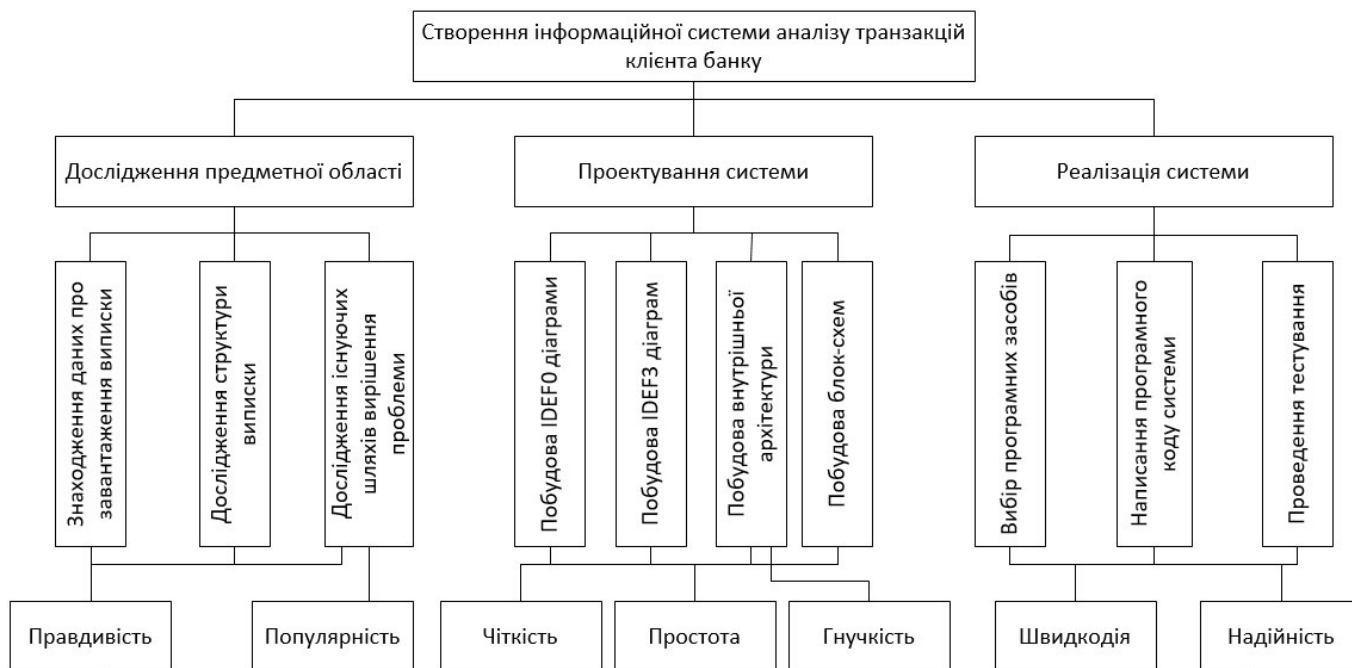 Створення інформаційної системи аналізу транзакцій
клієнта банку
Дослідження предметної області
Проектування системи
Реалізація системи
Знаходження даних про
завантаження виписки
Дослідження структури
виписки
Дослідження існуючих
шляхів вирішення
проблеми
Побудова IDEF0 діаграми
Побудова IDEF3 діаграм
Побудова внутрішньої
архітектури
Побудова блок-схем
Вибір програмних засобів
Написання програмного
коду системи
Проведення тестування
Правдивість
Популярність
Чіткість
Простота
Гнучкість
Швидкодія
Надійність